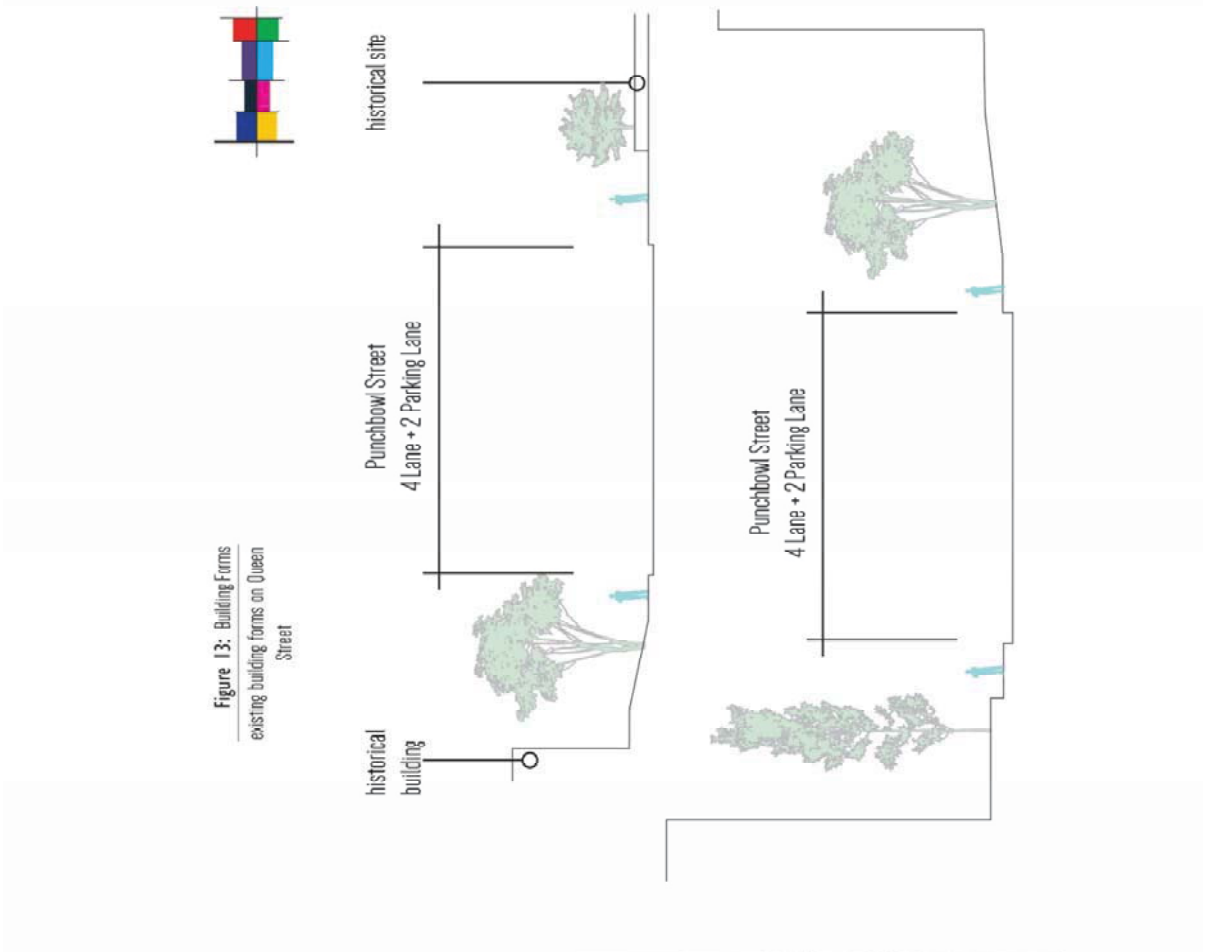 Figure 13: Building Forms
existing building forms on Queen
Street
historical
building
Punchbowl Street
4 Lane + 2 Parking Lane
historical site
Punchbowl Street
4 Lane + 2 Parking Lane